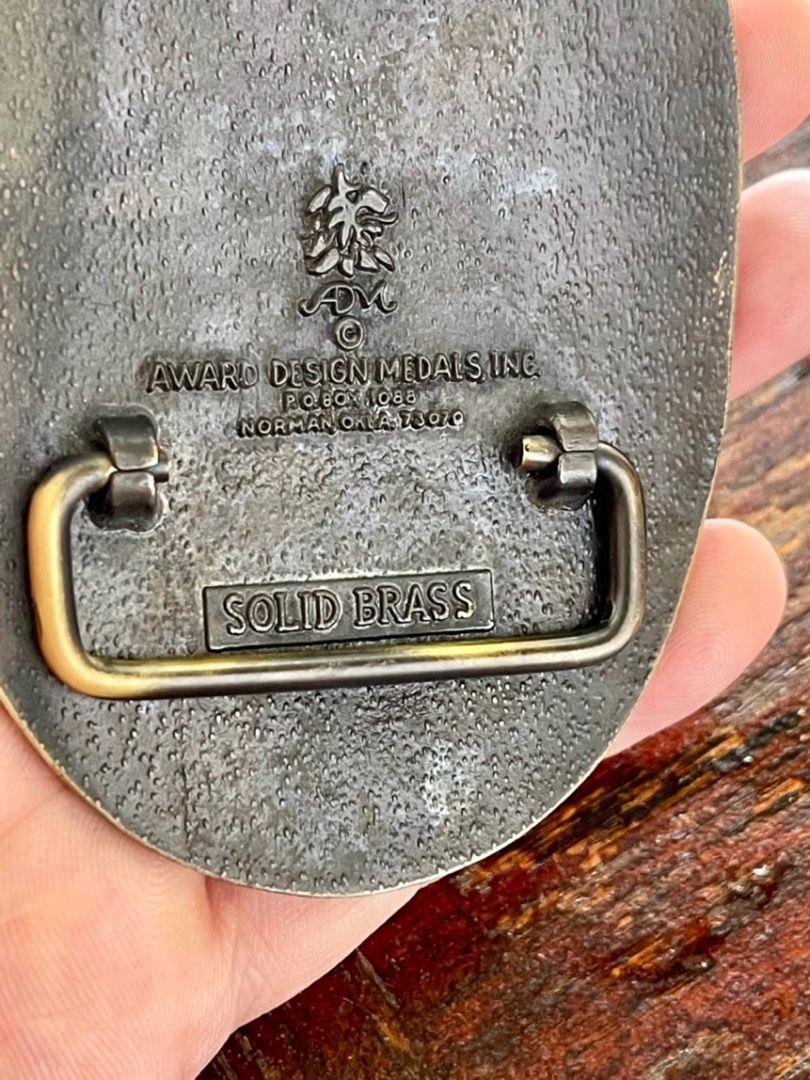 ADM
©
AWARD DESIGN MEDALS, INC.
P.O. BOX 1088
NORMAN, OKLA. 73070
SOLID BRASS